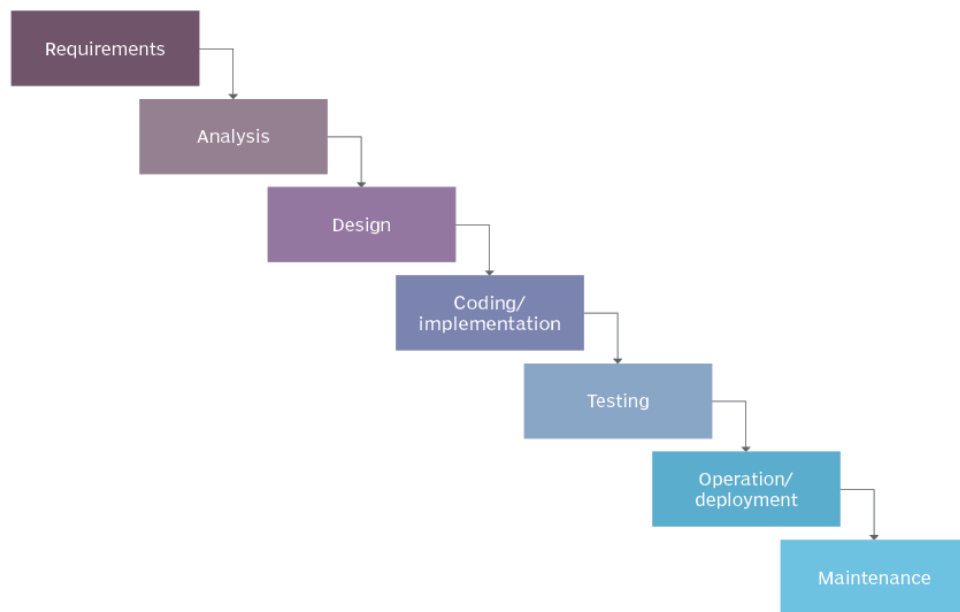 Requirements
Analysis
Design
Coding/
implementation
Testing
Operation/
deployment
Maintenance